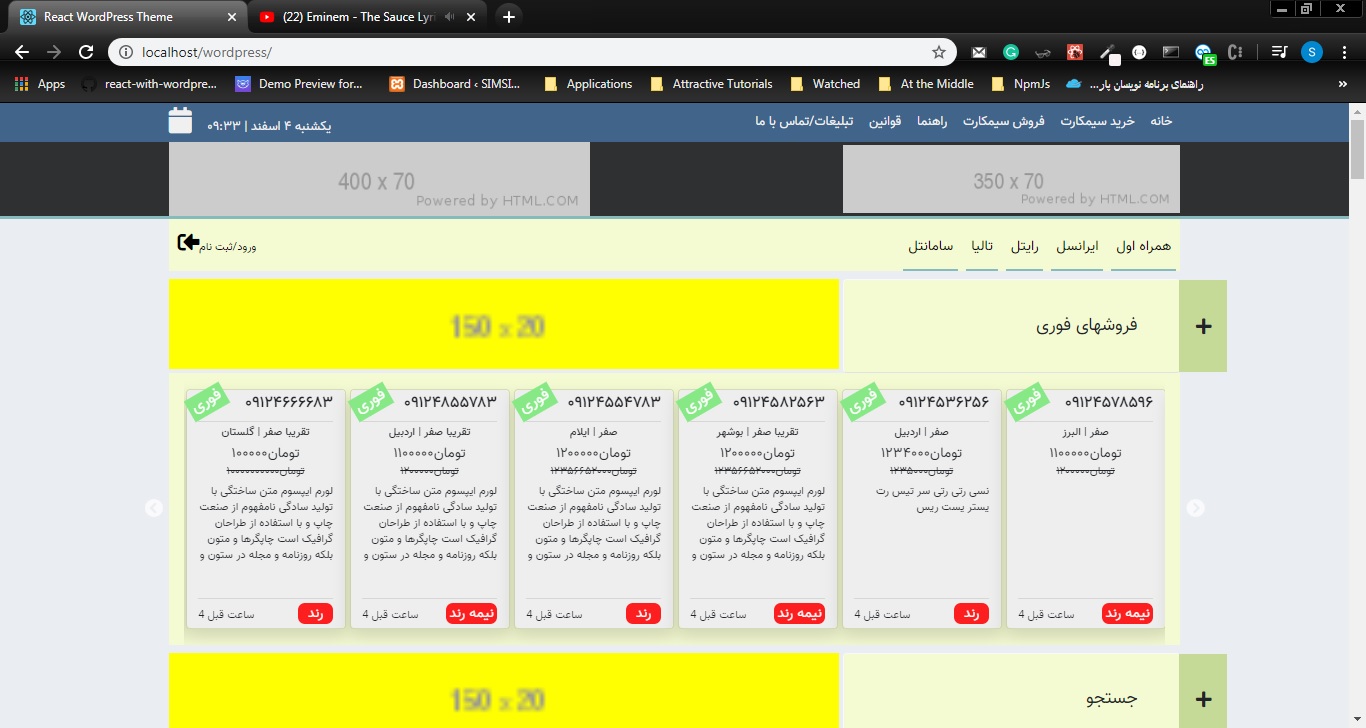 React WordPress Theme
(22) Eminem - The Sauce Lyri
localhost/wordpress/
ES
S
Apps
react-with-wordpre...
Demo Preview for...
Dashboard ‹ SIMSI...
Applications
Attractive Tutorials
Watched
At the Middle
NpmJs
راهنمای برنامه نویسان پار...
خانه
خرید سیمکارت
فروش سیمکارت
راهنما
قوانین
تبلیغات/تماس با ما
یکشنبه ۴ اسفند | ۰۹:۳۳
350 x 70
Powered by HTML.COM
400 x 70
Powered by HTML.COM
همراه اول
ایرانسل
رایتل
تالیا
سامانتل
ورود/ثبت نام
فروشهای فوری
150 x 20
۰۹۱۲۴۵۷۸۵۹۶
فوری
صفر | البرز
تومان۱۱۰۰۰۰۰
تومان۱۲۰۰۰۰۰
نیمه رند
ساعت قبل 4
۰۹۱۲۴۵۳۶۲۵۶
فوری
صفر | اردبیل
تومان۱۲۳۴۰۰۰
تومان۱۲۳۵۰۰۰
نسی رتی رتی سر تیس رت
یستر یست ریس
رند
ساعت قبل 4
۰۹۱۲۴۵۸۲۵۶۳
فوری
تقریبا صفر | بوشهر
تومان۱۲۰۰۰۰۰
تومان۱۲۳۵۶۶۵۲۰۰۰
لورم ایپسوم متن ساختگی با
تولید سادگی نامفهوم از صنعت
چاپ و با استفاده از طراحان
گرافیک است چاپگرها و متون
بلکه روزنامه و مجله در ستون و
نیمه رند
ساعت قبل 4
۰۹۱۲۴۵۵۴۷۸۳
فوری
صفر | ایلام
تومان۱۲۰۰۰۰۰
تومان۱۲۳۵۶۶۵۲۰۰۰
لورم ایپسوم متن ساختگی با
تولید سادگی نامفهوم از صنعت
چاپ و با استفاده از طراحان
گرافیک است چاپگرها و متون
بلکه روزنامه و مجله در ستون و
رند
ساعت قبل 4
۰۹۱۲۴۸۵۵۷۸۳
فوری
تقریبا صفر | اردبیل
تومان۱۱۰۰۰۰۰
تومان۱۲۰۰۰۰۰
لورم ایپسوم متن ساختگی با
تولید سادگی نامفهوم از صنعت
چاپ و با استفاده از طراحان
گرافیک است چاپگرها و متون
بلکه روزنامه و مجله در ستون و
نیمه رند
ساعت قبل 4
۰۹۱۲۴۶۶۶۶۸۳
فوری
تقریبا صفر | گلستان
تومان۱۰۰۰۰۰
لورم ایپسوم متن ساختگی با
تولید سادگی نامفهوم از صنعت
چاپ و با استفاده از طراحان
گرافیک است چاپگرها و متون
بلکه روزنامه و مجله در ستون و
رند
ساعت قبل 4
جستجو
150 x 20